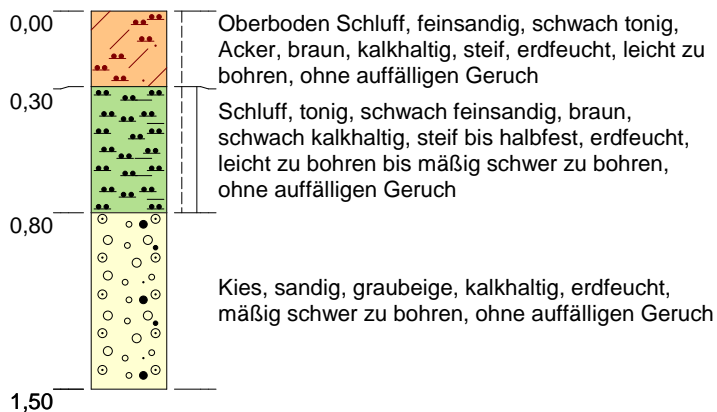 0,00
Oberboden Schluff, feinsandig, schwach tonig,
Acker, braun, kalkhaltig, steif, erdfeucht, leicht zu
bohren, ohne auffälligen Geruch
0,30
Schluff, tonig, schwach feinsandig, braun,
schwach kalkhaltig, steif bis halbfest, erdfeucht,
leicht zu bohren bis mäßig schwer zu bohren,
ohne auffälligen Geruch
0,80
Kies, sandig, graubeige, kalkhaltig, erdfeucht,
mäßig schwer zu bohren, ohne auffälligen Geruch
1,50